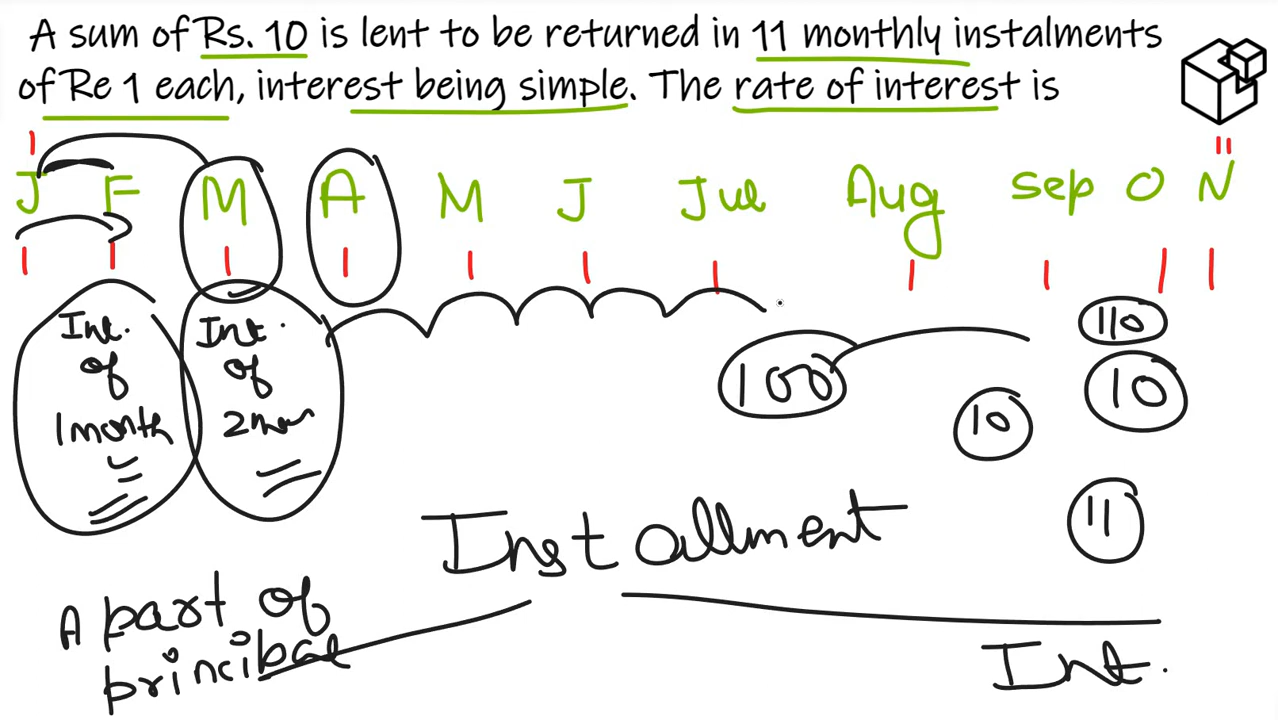 A sum of Rs. 10 is lent to be returned in 11 monthly instalments
of Re 1 each, interest being simple. The rate of interest is
J F M A M J Jul Aug Sep O N
Int. of 1 month
Int. of 2
100
10
110
10
11
Installment
A part of
principal
Int.